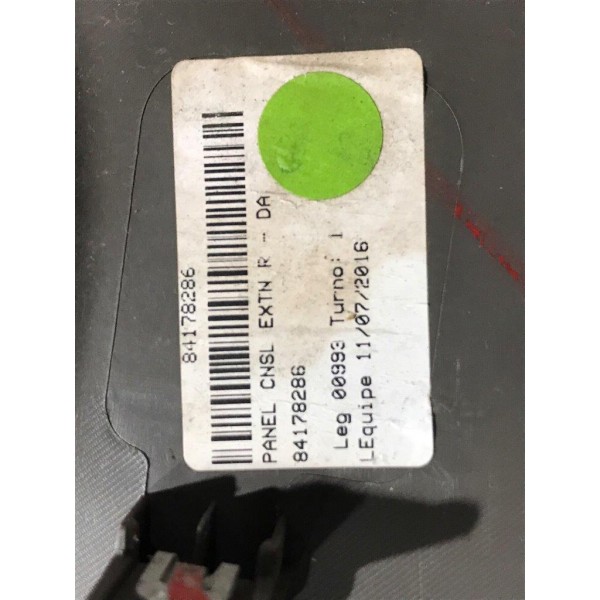 84178286
PANEL CNSL EXTN R - DA
84178286
Leg 00993 Turno: 1
LEquipe 11/07/2016